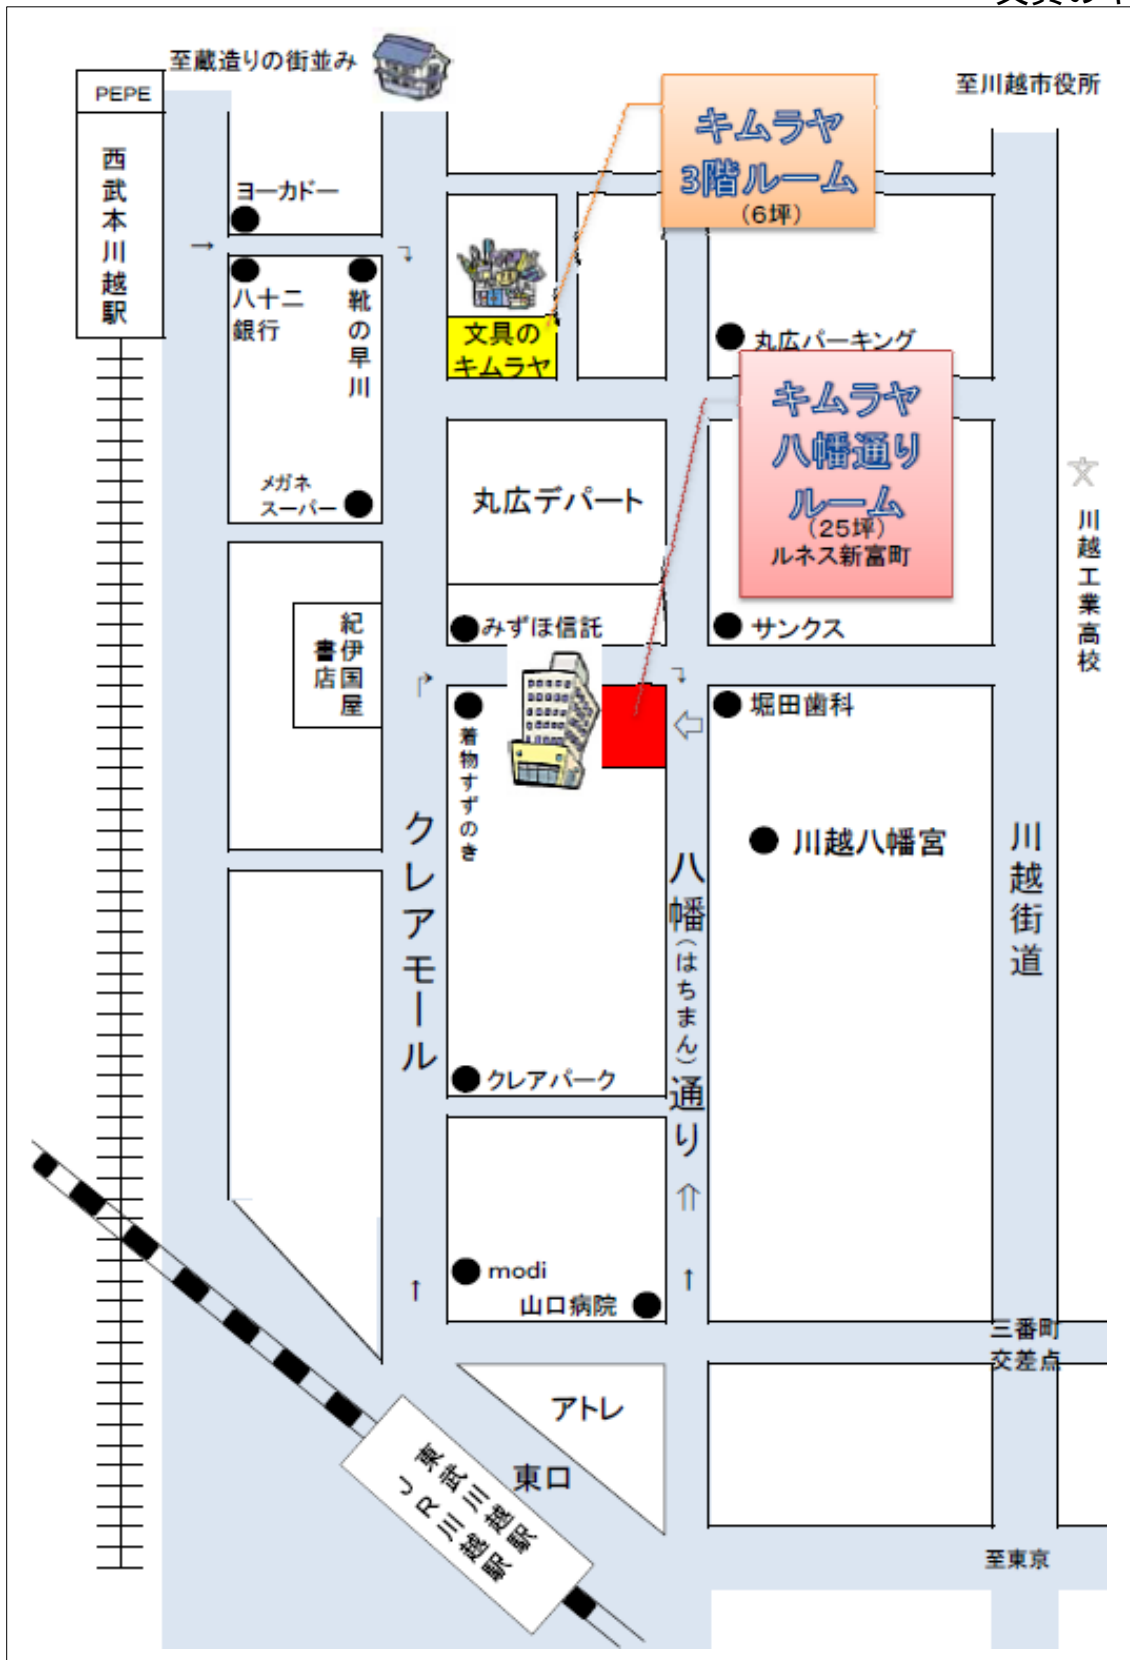 至蔵造りの街並み
至川越市役所
PEPE
西武本川越駅
キムラヤ
3階ルーム
（6坪）
ヨーカドー
八十二
銀行
靴の早川
文具の
キムラヤ
丸広パーキング
キムラヤ
八幡通り
ルーム
（25坪）
ルネス新富町
メガネ
スーパー
丸広デパート
川越工業高校
みずほ信託
サンクス
紀伊国屋
書店
着物すずのき
堀田歯科
川越八幡宮
クレアモール
八幡（はちまん）通り
川越街道
クレアパーク
modi
山口病院
三番町
交差点
アトレ
東口
東武川越駅
JR川越駅
至東京